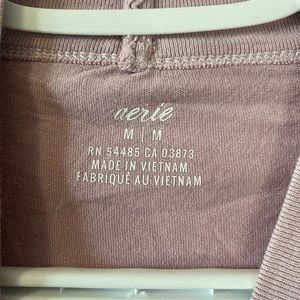 aerie
M | M
RN 54485 CA 03873
MADE IN VIETNAM
FABRIQUÉ AU VIETNAM